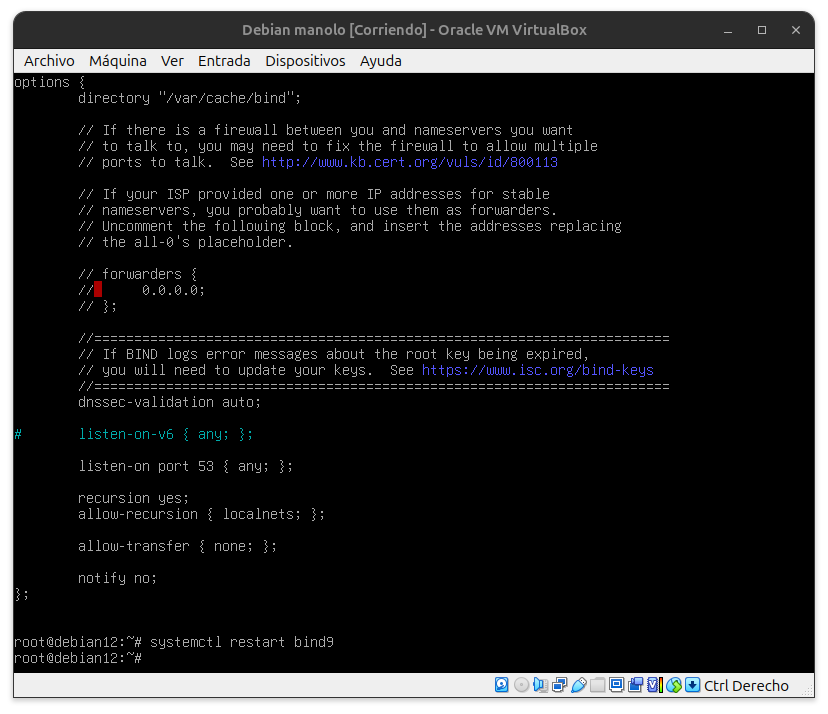 Debian manolo [Corriendo] - Oracle VM VirtualBox
Archivo Máquina Ver Entrada Dispositivos Ayuda
options {
        directory "/var/cache/bind";

        // If there is a firewall between you and nameservers you want
        // to talk to, you may need to fix the firewall to allow multiple
        // ports to talk.  See http://www.kb.cert.org/vuls/id/800113

        // If your ISP provided one or more IP addresses for stable
        // nameservers, you probably want to use them as forwarders.
        // Uncomment the following block, and insert the addresses replacing
        // the all-0's placeholder.

        // forwarders {
        //      0.0.0.0;
        // };

        //========================================================================
        // If BIND logs error messages about the root key being expired,
        // you will need to update your keys.  See https://www.isc.org/bind-keys
        //========================================================================
        dnssec-validation auto;

#       listen-on-v6 { any; };

        listen-on port 53 { any; };

        recursion yes;
        allow-recursion { localnets; };

        allow-transfer { none; };

        notify no;
};

root@debian12:~# systemctl restart bind9
root@debian12:~#
Ctrl Derecho